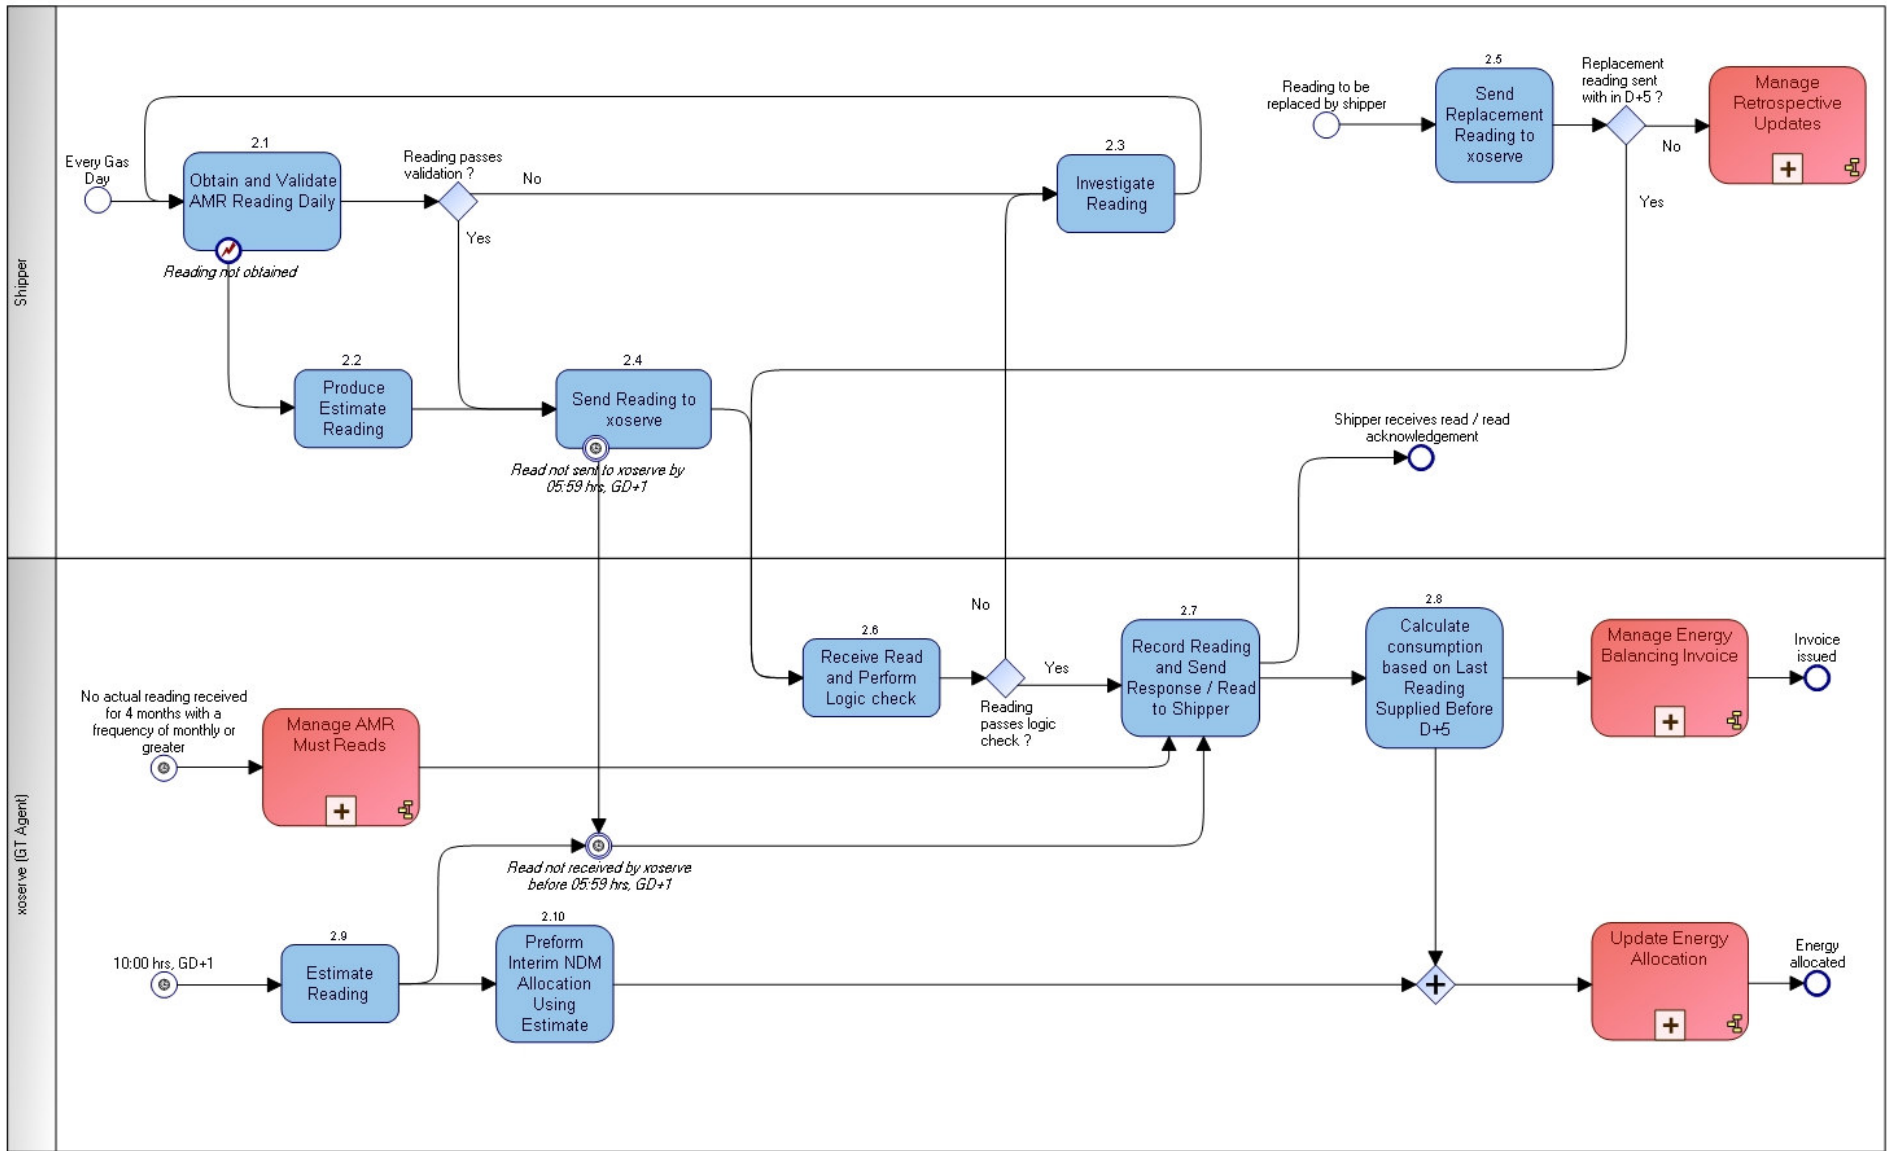 Shipper
Every Gas
Day
2.1
Obtain and Validate
AMR Reading Daily
Reading not obtained
Reading passes
validation ?
No
Yes
2.3
Investigate
Reading
Reading to be
replaced by shipper
2.5
Send
Replacement
Reading to
xoserve
Replacement
reading sent
with in D+5 ?
No
Yes
Manage
Retrospective
Updates
2.2
Produce
Estimate
Reading
2.4
Send Reading to
xoserve
Read not sent to xoserve by
05:59 hrs, GD+1
Shipper receives read / read
acknowledgement
xoserve (GT Agent)
No actual reading received
for 4 months with a
frequency of monthly or
greater
Manage AMR
Must Reads
2.6
Receive Read
and Perform
Logic check
No
Yes
Reading
passes logic
check ?
2.7
Record Reading
and Send
Response / Read
to Shipper
2.8
Calculate
consumption
based on Last
Reading
Supplied Before
D+5
Manage Energy
Balancing Invoice
Invoice
issued
Read not received by xoserve
before 05:59 hrs, GD+1
10:00 hrs, GD+1
2.9
Estimate
Reading
2.10
Preform
Interim NDM
Allocation
Using
Estimate
Update Energy
Allocation
Energy
allocated